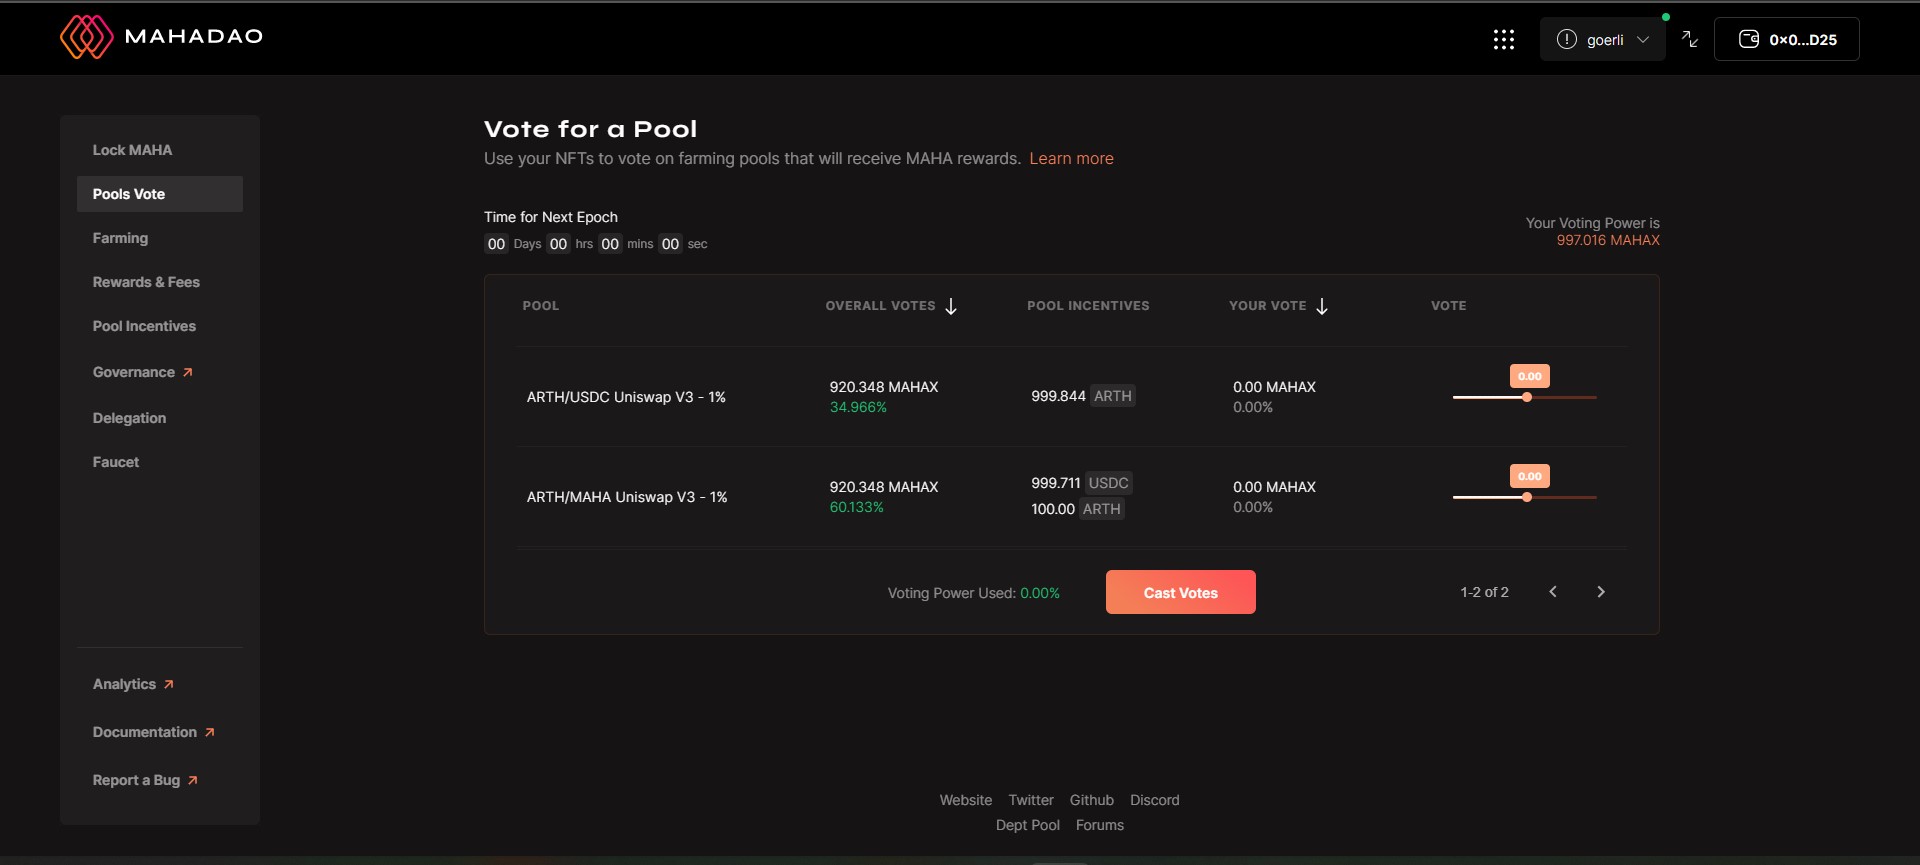 MAHADAO
goerli
0×0...D25
Lock MAHA
Pools Vote
Farming
Rewards & Fees
Pool Incentives
Governance
Delegation
Faucet
Analytics
Documentation
Report a Bug
Vote for a Pool
Use your NFTs to vote on farming pools that will receive MAHA rewards. Learn more
Time for Next Epoch
00 Days 00 hrs 00 mins 00 sec
Your Voting Power is
997.016 MAHAX
POOL OVERALL VOTES POOL INCENTIVES YOUR VOTE VOTE
ARTH/USDC Uniswap V3 - 1%
920.348 MAHAX
34.966%
999.844 ARTH
0.00 MAHAX
0.00%
0.00
ARTH/MAHA Uniswap V3 - 1%
920.348 MAHAX
60.133%
999.711 USDC
100.00 ARTH
0.00 MAHAX
0.00%
0.00
Voting Power Used: 0.00%
Cast Votes
1-2 of 2
Website Twitter Github Discord
Dept Pool Forums